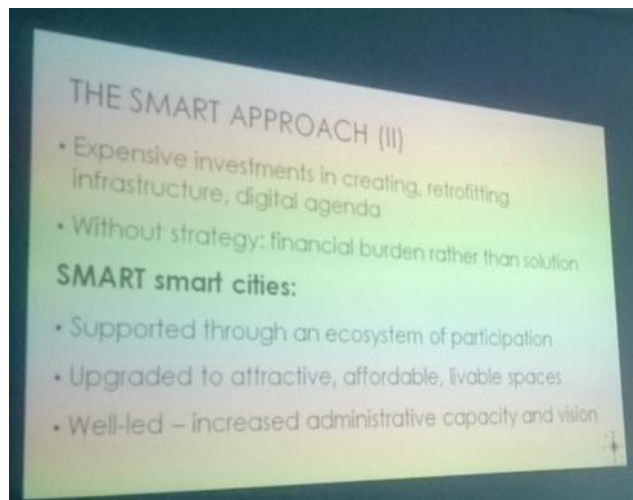 THE SMART APPROACH (II)
• Expensive investments in creating, retrofitting
infrastructure, digital agenda
• Without strategy: financial burden rather than solution
SMART smart cities:
• Supported through an ecosystem of participation
• Upgraded to attractive, affordable, livable spaces
• Well-led – increased administrative capacity and vision